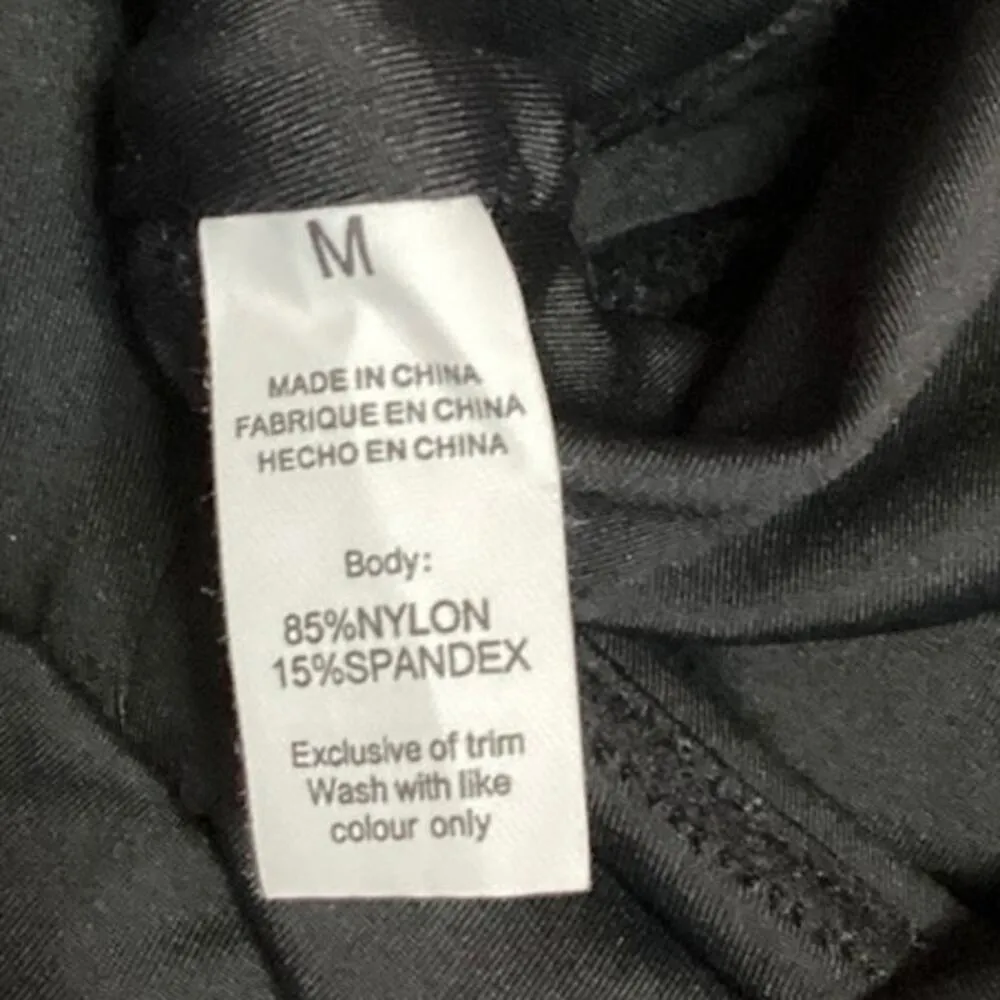 M
MADE IN CHINA
FABRIQUE EN CHINA
HECHO EN CHINA
Body:
85%NYLON
15%SPANDEX
Exclusive of trim
Wash with like
colour only